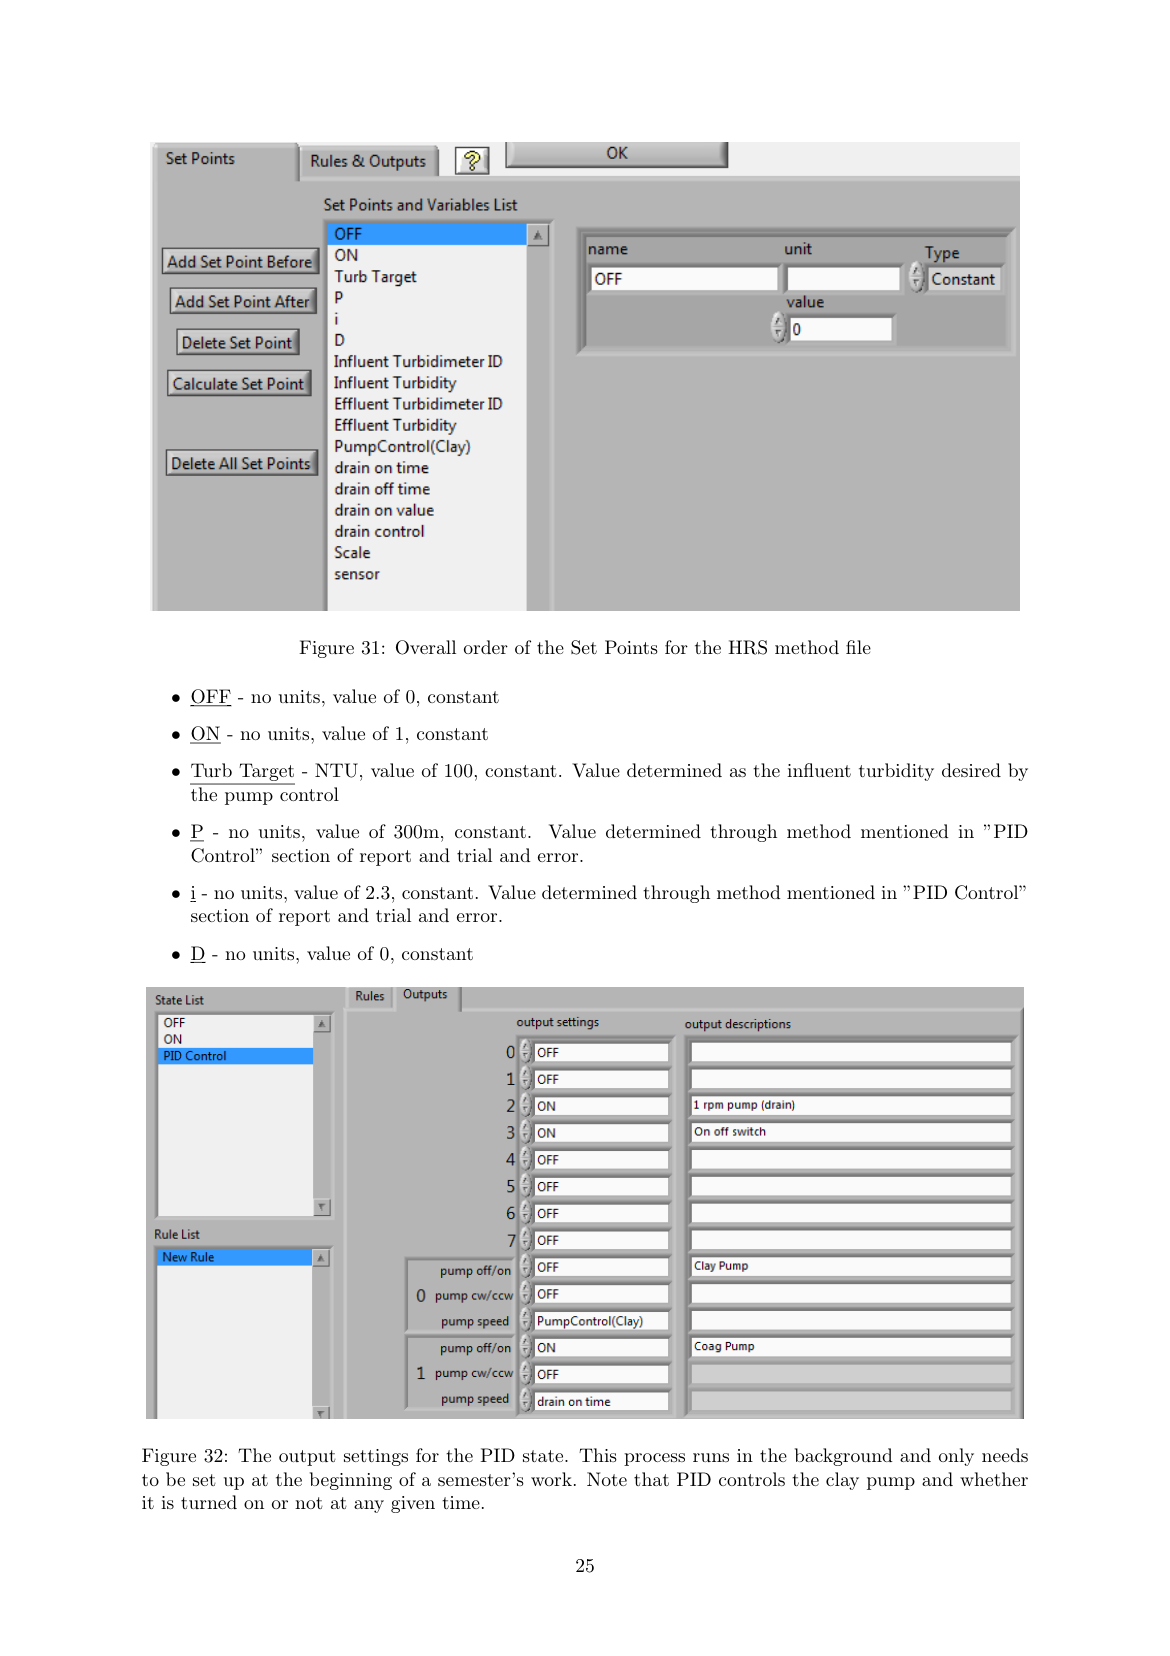 Set Points
Rules & Outputs
?
OK
Set Points and Variables List
Add Set Point Before
Add Set Point After
Delete Set Point
Calculate Set Point
Delete All Set Points
OFF
ON
Turb Target
P
i
D
Influent Turbidimeter ID
Influent Turbidity
Effluent Turbidimeter ID
Effluent Turbidity
PumpControl(Clay)
drain on time
drain off time
drain on value
drain control
Scale
sensor
name unit Type
OFF Constant
value
0
Figure 31: Overall order of the Set Points for the HRS method file
• OFF - no units, value of 0, constant
• ON - no units, value of 1, constant
• Turb Target - NTU, value of 100, constant. Value determined as the influent turbidity desired by
the pump control
• P - no units, value of 300m, constant. Value determined through method mentioned in ”PID
Control” section of report and trial and error.
• i - no units, value of 2.3, constant. Value determined through method mentioned in ”PID Control”
section of report and trial and error.
• D - no units, value of 0, constant
State List
OFF
ON
PID Control
Rule List
New Rule
Rules Outputs
output settings output descriptions
0 OFF
1 OFF
2 ON 1 rpm pump (drain)
3 ON On off switch
4 OFF
5 OFF
6 OFF
7 OFF
pump off/on OFF Clay Pump
0 pump cw/ccw OFF
pump speed PumpControl(Clay)
pump off/on ON Coag Pump
1 pump cw/ccw OFF
pump speed drain on time
Figure 32: The output settings for the PID state. This process runs in the background and only needs
to be set up at the beginning of a semester's work. Note that PID controls the clay pump and whether
it is turned on or not at any given time.
25